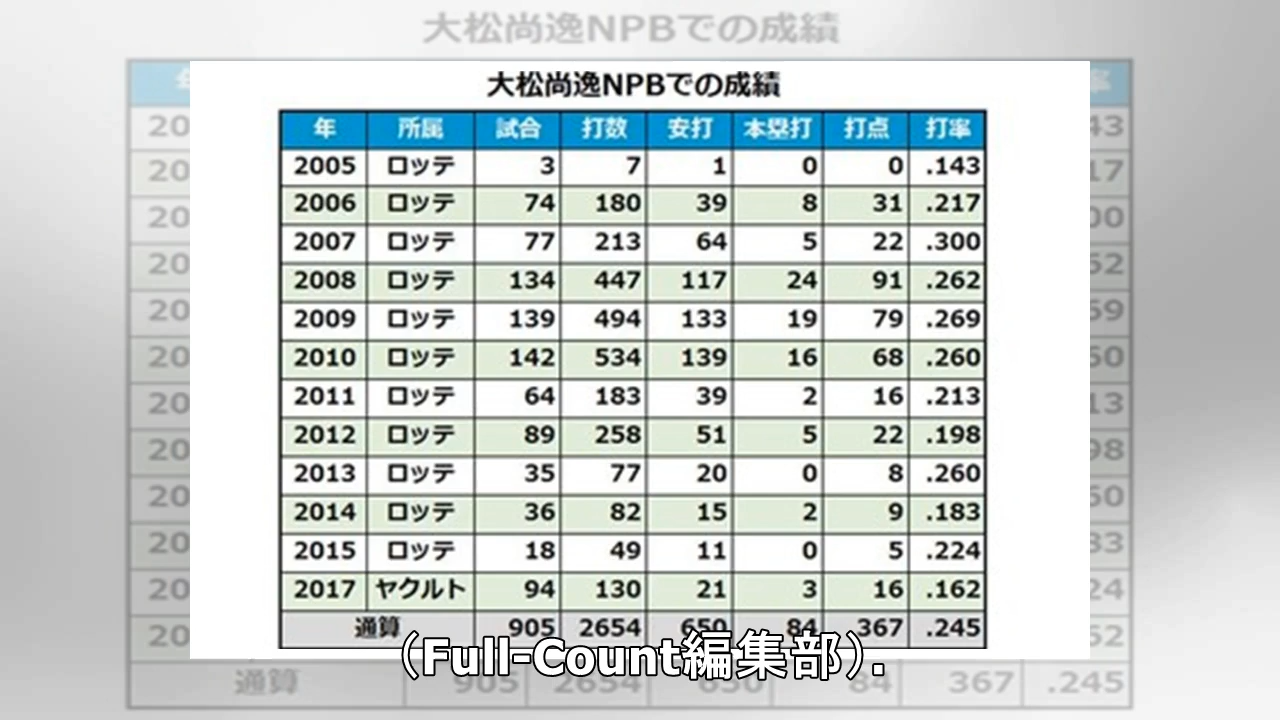 大松尚逸NPBでの成績
年 所属 試合 打数 安打 本塁打 打点 打率
2005 ロッテ 3 7 1 0 0 .143
2006 ロッテ 74 180 39 8 31 .217
2007 ロッテ 77 213 64 5 22 .300
2008 ロッテ 134 447 117 24 91 .262
2009 ロッテ 139 494 133 19 79 .269
2010 ロッテ 142 534 139 16 68 .260
2011 ロッテ 64 183 39 2 16 .213
2012 ロッテ 89 258 51 5 22 .198
2013 ロッテ 35 77 20 0 8 .260
2014 ロッテ 36 82 15 2 9 .183
2015 ロッテ 18 49 11 0 5 .224
2017 ヤクルト 94 130 21 3 16 .162
通算 905 2654 650 84 367 .245
（Full-Count編集部）.